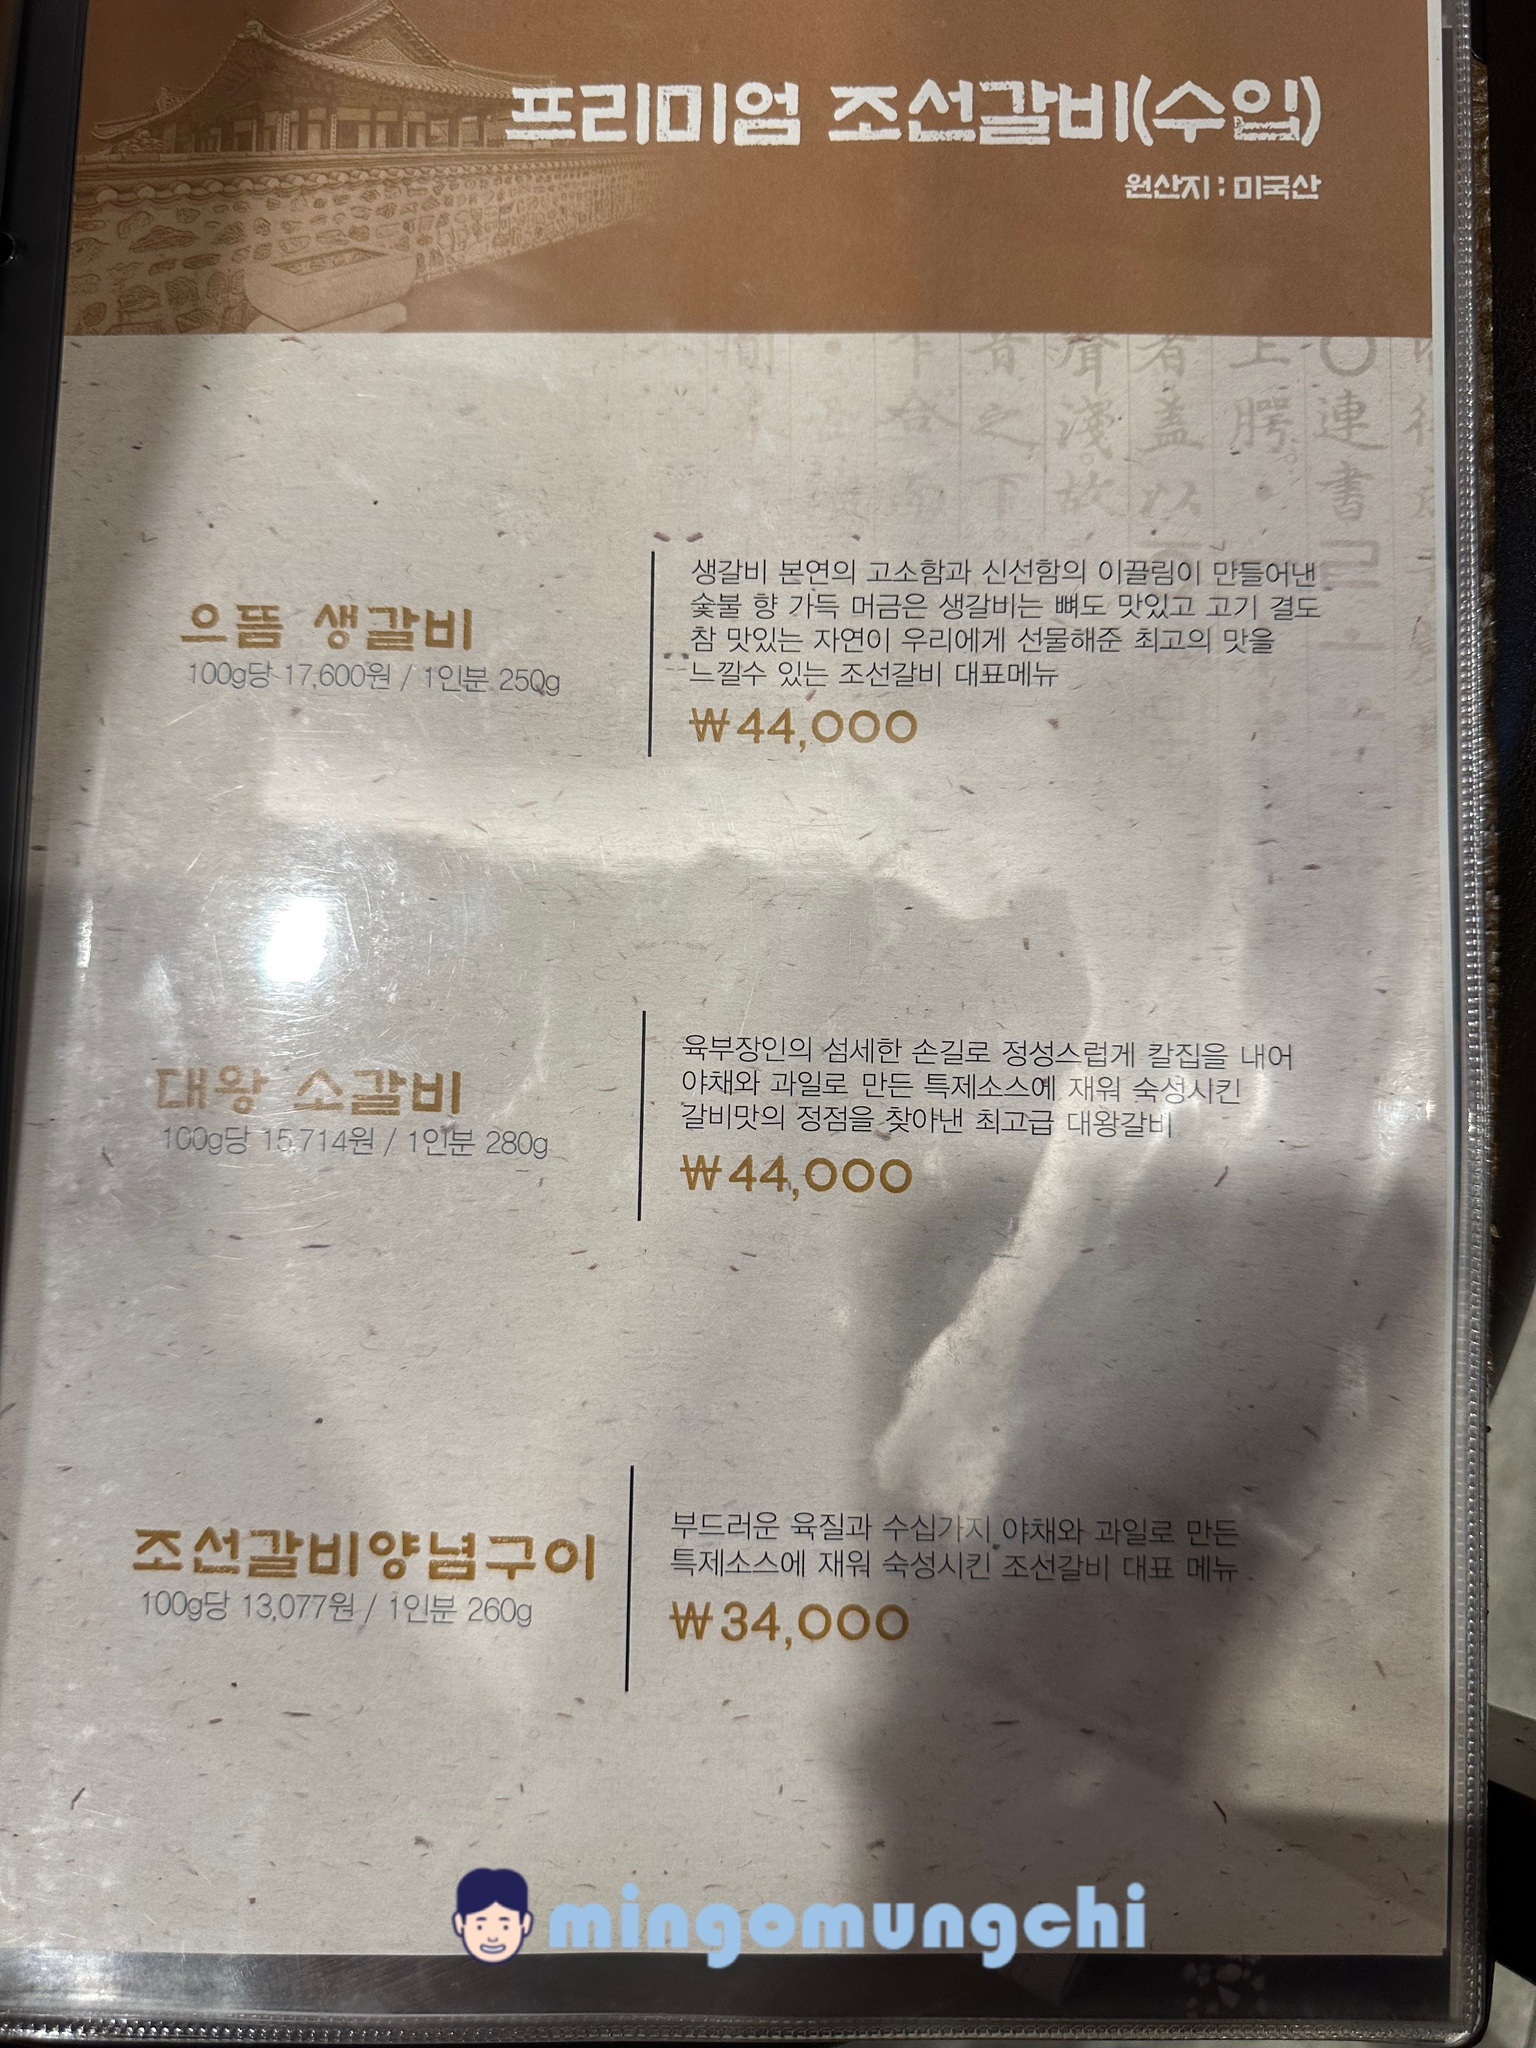 프리미엄 조선갈비(수입)
원산지 : 미국산
으뜸 생갈비
100g당 17,600원 / 1인분 250g
생갈비 본연의 고소함과 신선함의 이끌림이 만들어낸
숯불 향 가득 머금은 생갈비는 뼈도 맛있고 고기 결도
참 맛있는 자연이 우리에게 선물해준 최고의 맛을
느낄수 있는 조선갈비 대표메뉴
₩44,000
대왕 소갈비
100g당 15.714원 / 1인분 280g
육부장인의 섬세한 손길로 정성스럽게 칼집을 내어
야채와 과일로 만든 특제소스에 재워 숙성시킨
갈비맛의 정점을 찾아낸 최고급 대왕갈비
₩44,000
조선갈비양념구이
100g당 13,077원 / 1인분 260g
부드러운 육질과 수십가지 야채와 과일로 만든
특제소스에 재워 숙성시킨 조선갈비 대표 메뉴
₩34,000
mingomungchi